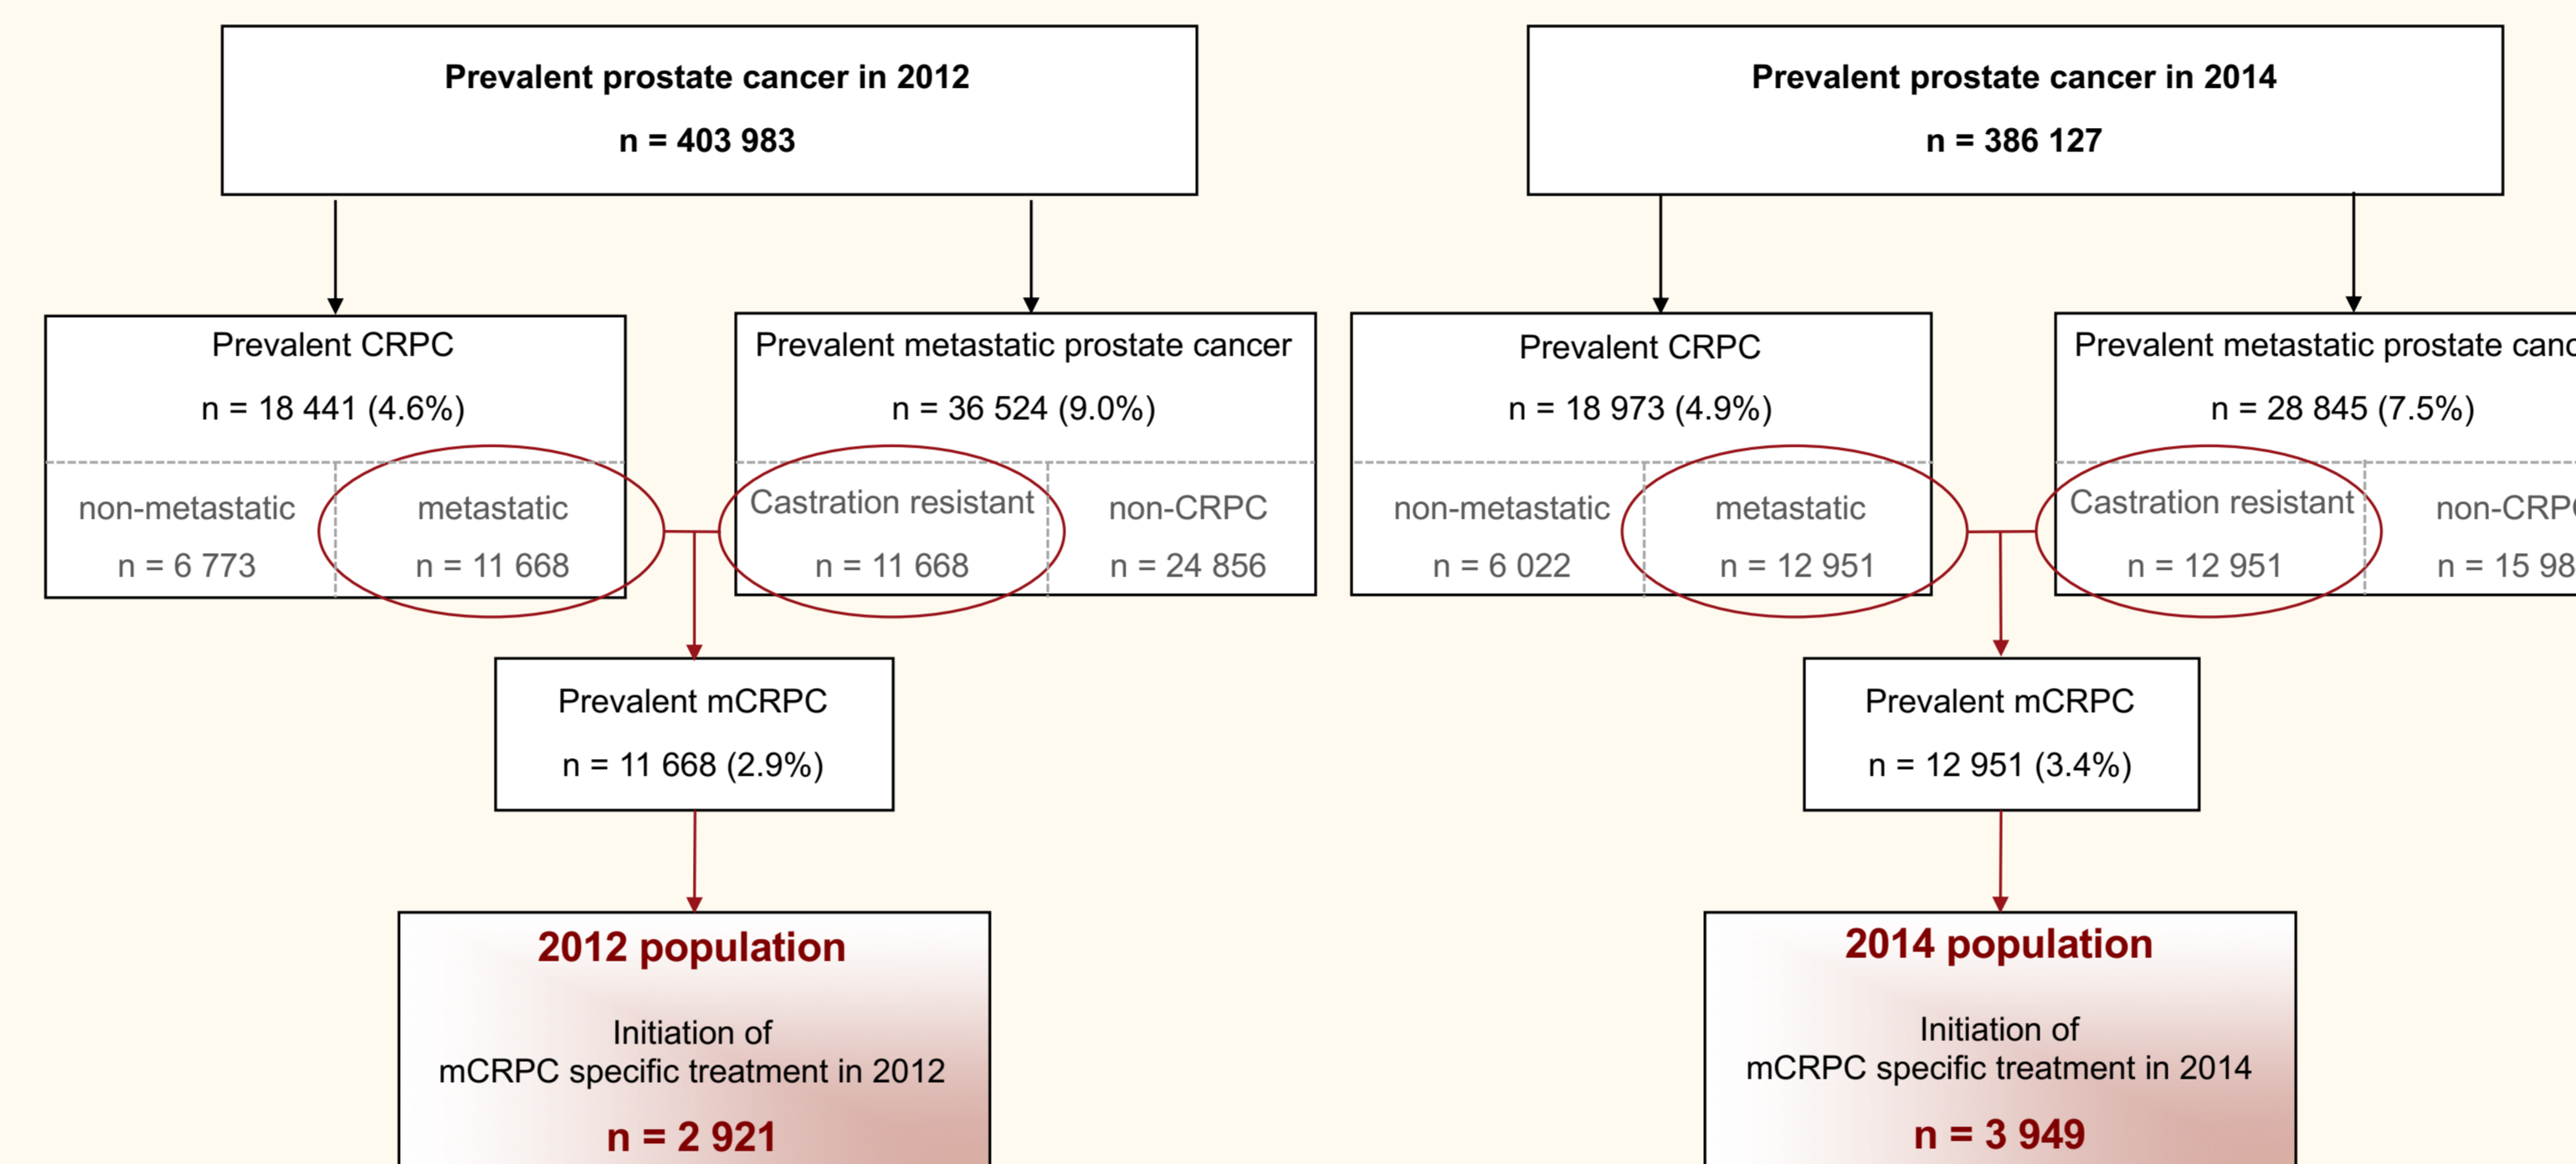 Prevalent prostate cancer in 2012
n = 403 983
Prevalent CRPC
n = 18 441 (4.6%)
non-metastatic
n = 6 773
metastatic
n = 11 668
Prevalent metastatic prostate cancer
n = 36 524 (9.0%)
Castration resistant
n = 11 668
non-CRPC
n = 24 856
Prevalent mCRPC
n = 11 668 (2.9%)
2012 population
Initiation of
mCRPC specific treatment in 2012
n = 2 921
Prevalent prostate cancer in 2014
n = 386 127
Prevalent CRPC
n = 18 973 (4.9%)
non-metastatic
n = 6 022
metastatic
n = 12 951
Prevalent metastatic prostate
n = 28 845 (7.5%)
Castration resistant
n = 12 951
n = 15
Prevalent mCRPC
n = 12 951 (3.4%)
2014 population
Initiation of
mCRPC specific treatment in 2014
n = 3 949